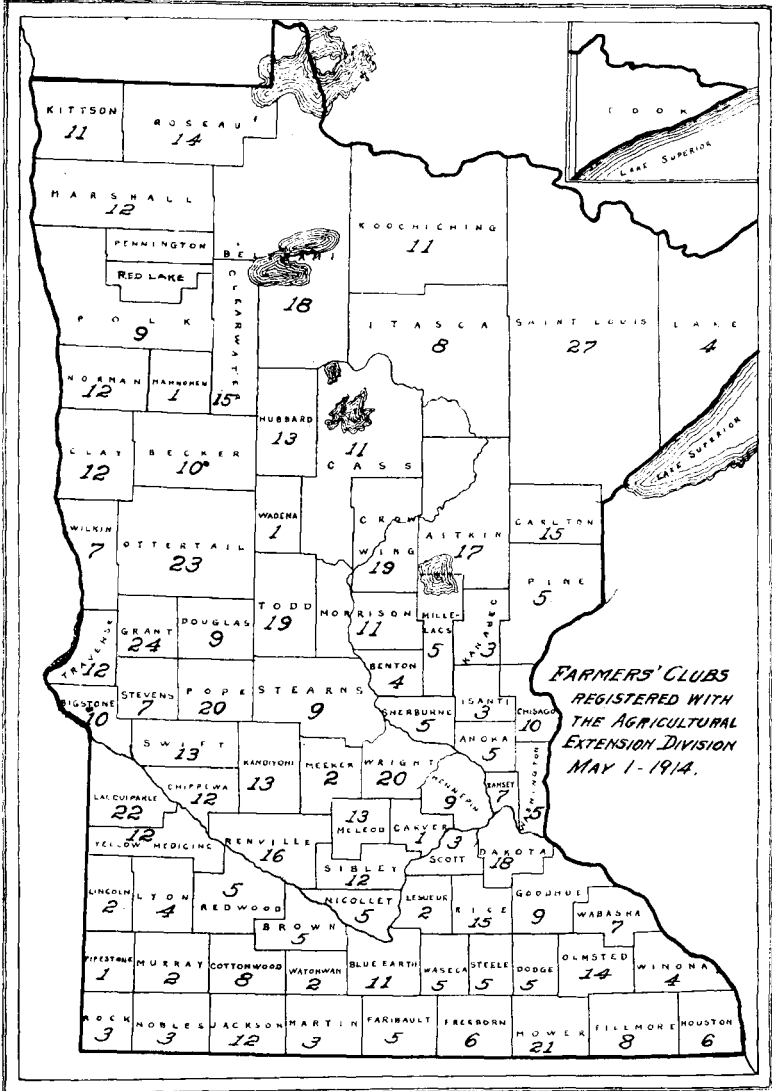 KITTSON
11
ROSEAU
14
COOK
LAKE SUPERIOR
MARSHALL
12
PENNINGTON
RED LAKE
BELTRAMI
18
KOOCHICHING
11
POLK
9
CLEARWATER
15
ITASCA
8
SAINT LOUIS
27
LAKE
4
LAKE SUPERIOR
NORMAN
12
MAHNOMEN
1
HUBBARD
13
11
CASS
CLAY
12
BECKER
10
WADENA
1
CROW
WING
19
AITKIN
17
CARLTON
15
WILKIN
7
OTTERTAIL
23
PINE
5
TODD
19
MORRISON
11
MILLE-
LACS
5
KANABEC
3
TRAVERSE
12
GRANT
24
DOUGLAS
9
BENTON
4
BIGSTONE
10
STEVENS
7
POPE
20
STEARNS
9
SHERBURNE
5
ISANTI
3
CHISAGO
10
FARMERS' CLUBS
REGISTERED WITH
THE AGRICULTURAL
EXTENSION DIVISION
MAY 1-1914.
SWIFT
13
KANDIYOHI
13
MEEKER
2
WRIGHT
20
ANOKA
5
HENNEPIN
9
RAMSEY
7
WASHINGTON
5
CHIPPEWA
12
LACQUIPARLE
22
12
YELLOW MEDICINE
RENVILLE
16
13
MCLEOD
CARVER
1
3
SCOTT
DAKOTA
18
SIBLEY
12
LINCOLN
2
LYON
4
5
REDWOOD
NICOLLET
5
LESUEUR
2
RICE
15
GOODHUE
9
WABASHA
7
BROWN
5
PIPESTONE
1
MURRAY
2
COTTONWOOD
8
WATONWAN
2
BLUE EARTH
11
WASECA
5
STEELE
5
DODGE
5
OLMSTED
14
WINONA
4
ROCK
3
NOBLES
3
JACKSON
12
MARTIN
3
FARIBAULT
5
FREEBORN
6
MOWER
21
FILLMORE
8
HOUSTON
6